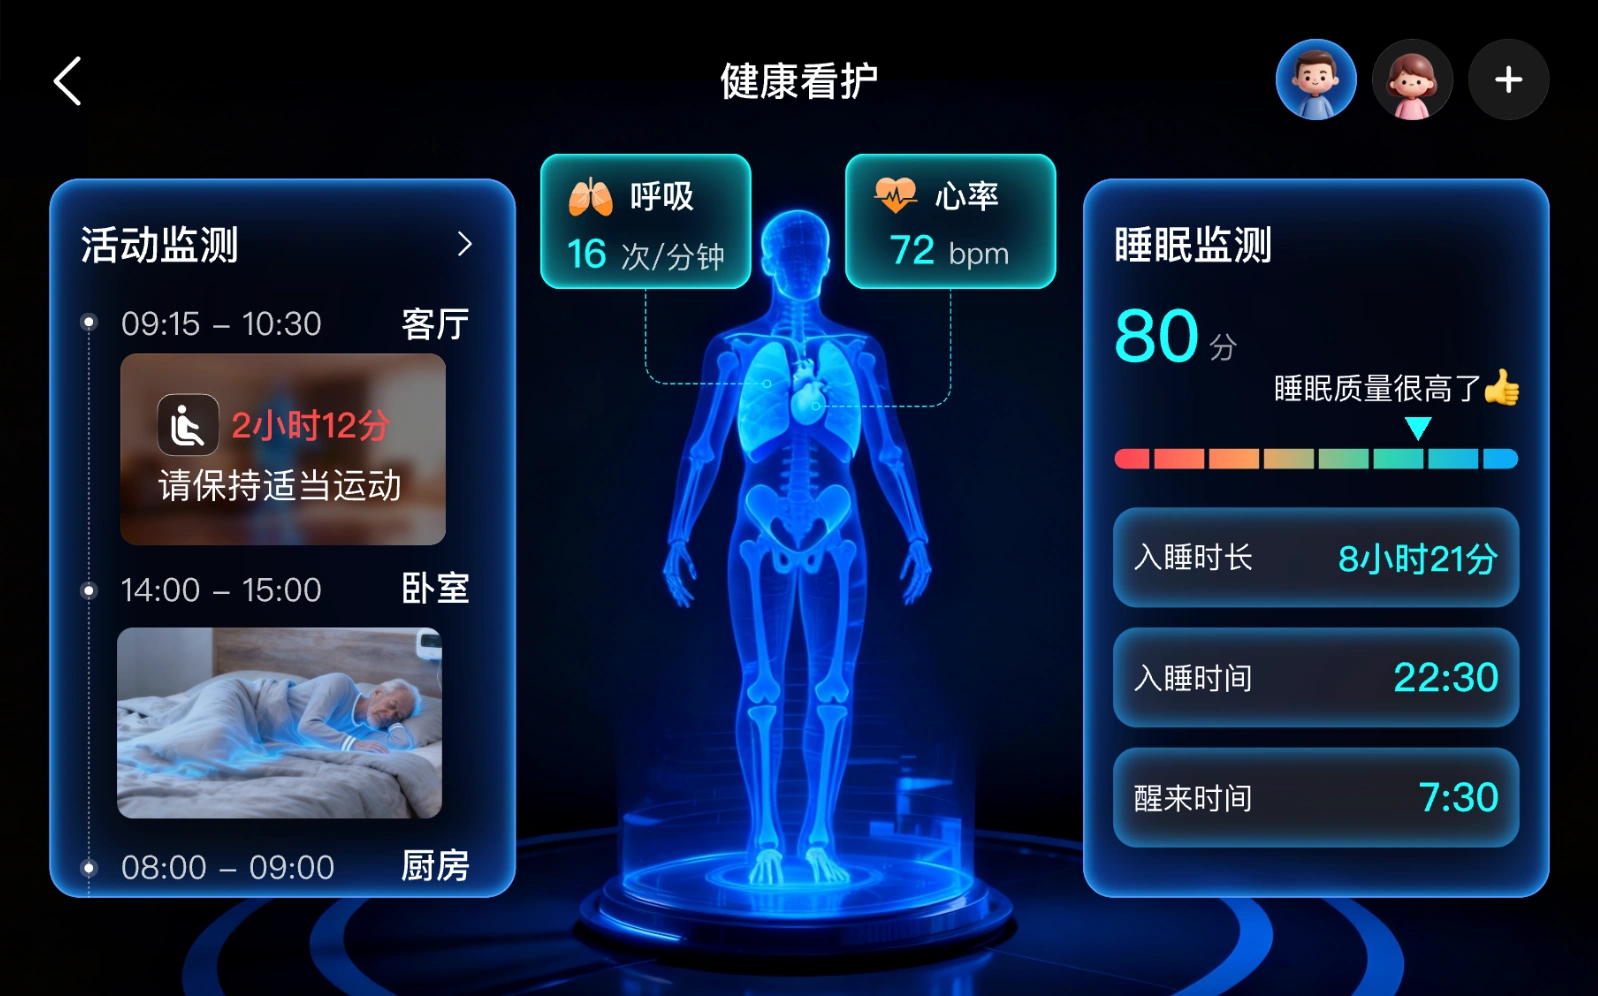 健康看护
活动监测
09:15 – 10:30 客厅
2小时12分
请保持适当运动
14:00 – 15:00 卧室
08:00 – 09:00 厨房
呼吸
16 次/分钟
心率
72 bpm
睡眠监测
80 分
睡眠质量很高了👍
入睡时长 8小时21分
入睡时间 22:30
醒来时间 7:30